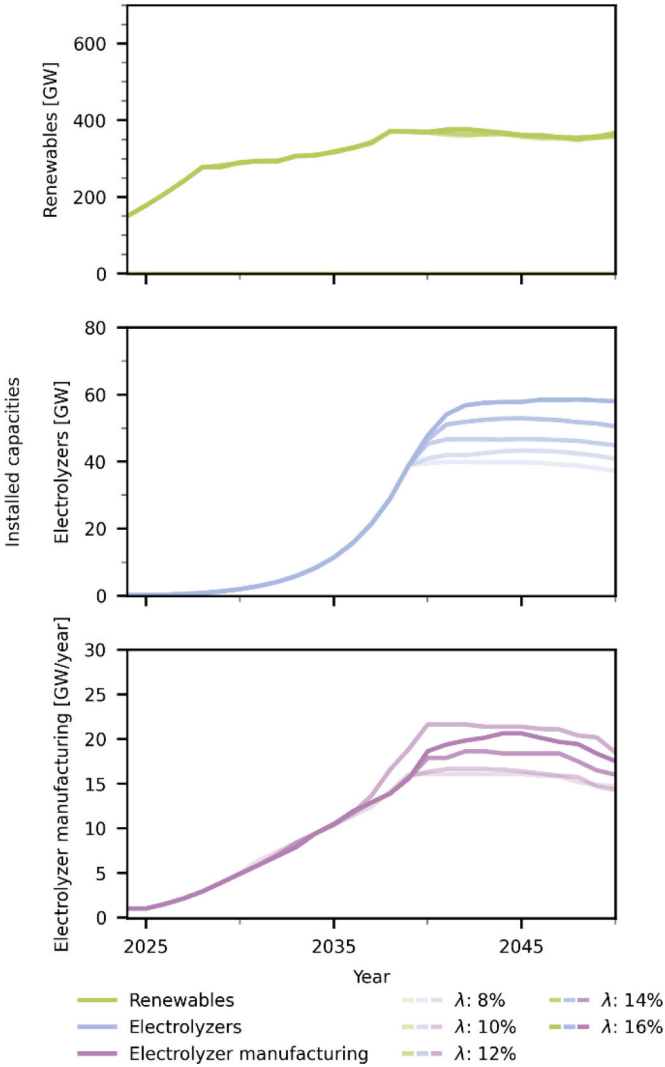 Installed capacities
Renewables [GW]
600
400
200
0
Electrolyzers [GW]
80
60
40
20
0
Electrolyzer manufacturing [GW/year]
30
25
20
15
10
5
0
2025 2035 2045
Year
Renewables λ: 8% λ: 14%
Electrolyzers λ: 10% λ: 16%
Electrolyzer manufacturing λ: 12%